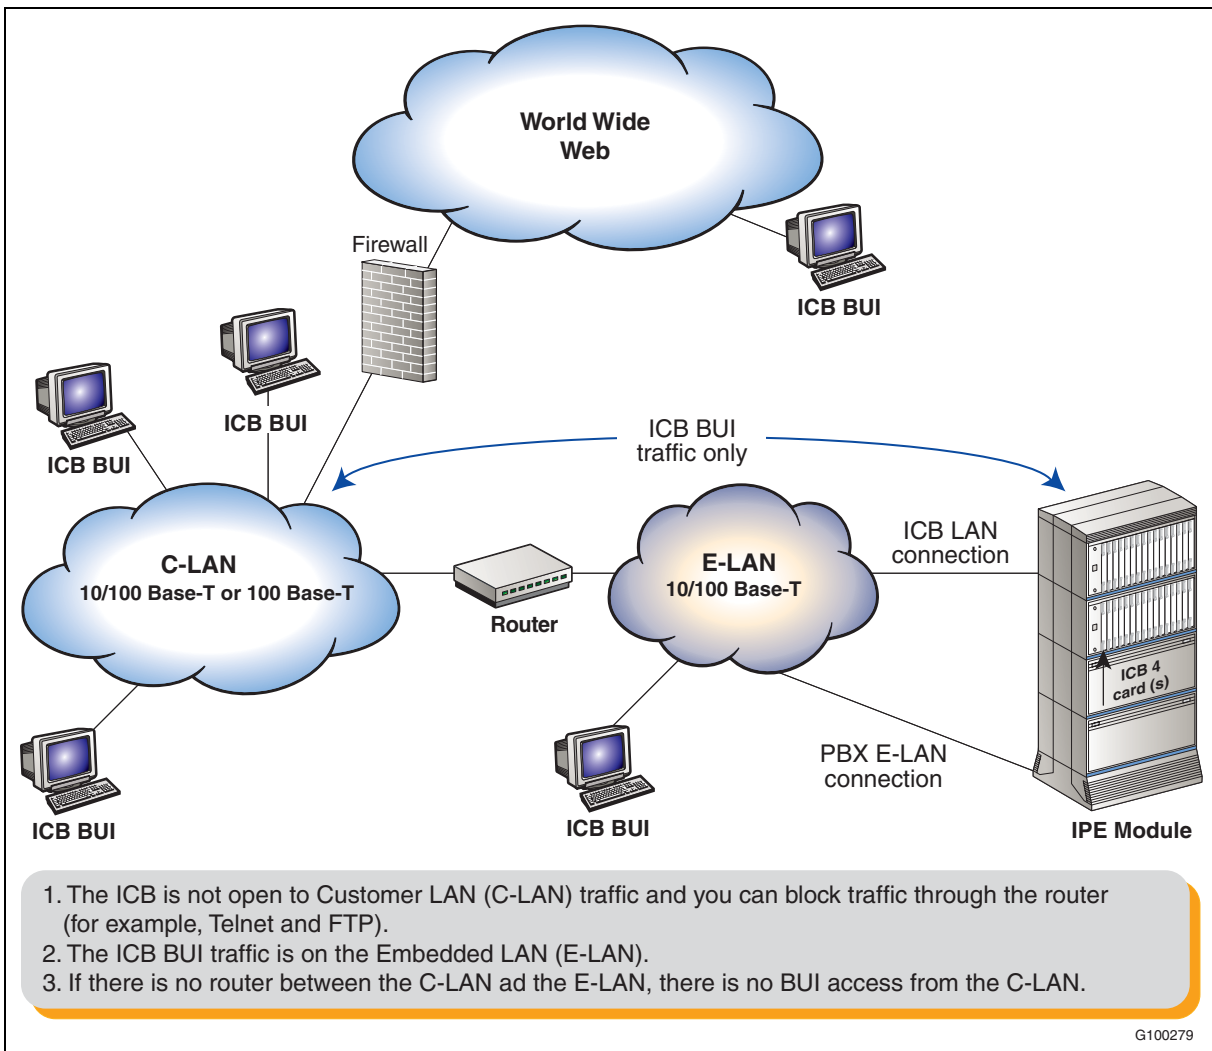 World Wide
Web
Firewall
ICB BUI
ICB BUI
ICB BUI
ICB BUI
traffic only
C-LAN
10/100 Base-T or 100 Base-T
Router
E-LAN
10/100 Base-T
ICB LAN
connection
ICB 4
card (s)
PBX E-LAN
connection
ICB BUI
ICB BUI
IPE Module
1. The ICB is not open to Customer LAN (C-LAN) traffic and you can block traffic through the router
(for example, Telnet and FTP).
2. The ICB BUI traffic is on the Embedded LAN (E-LAN).
3. If there is no router between the C-LAN ad the E-LAN, there is no BUI access from the C-LAN.
G100279